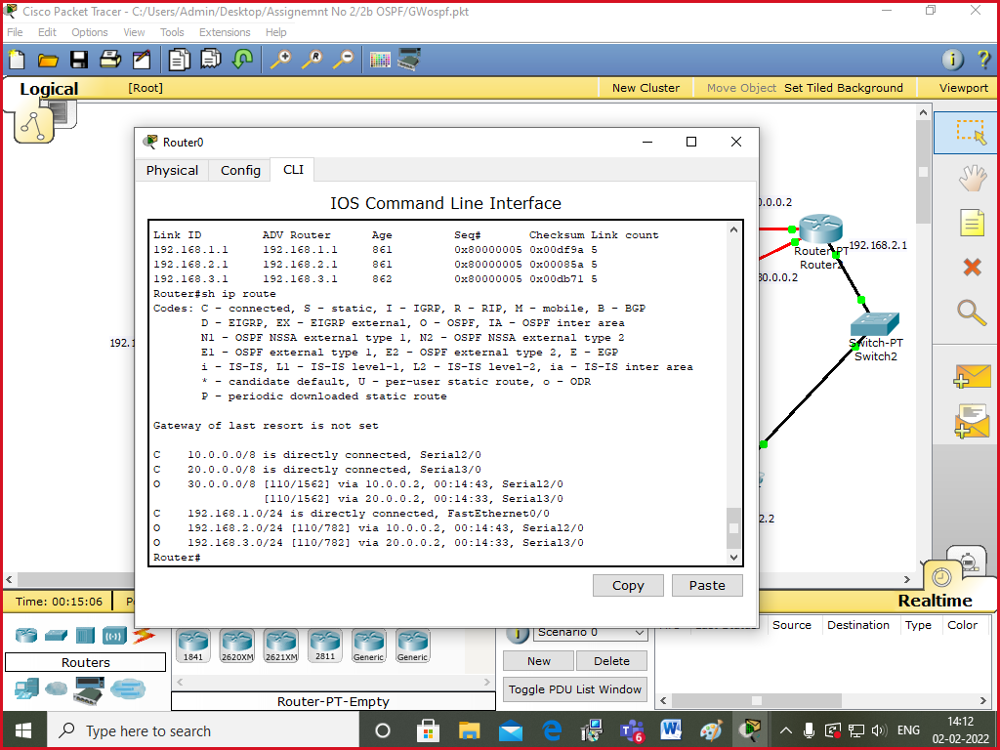 Cisco Packet Tracer - C:/Users/Admin/Desktop/Assignemnt No 2/2b OSPF/GWospf.pkt
File Edit Options View Tools Extensions Help
Logical [Root] New Cluster Move Object Set Tiled Background Viewport
Router0
Physical Config CLI
IOS Command Line Interface
Link ID ADV Router Age Seq# Checksum Link count
192.168.1.1 192.168.1.1 861 0x80000005 0x00df9a 5
192.168.2.1 192.168.2.1 861 0x80000005 0x00085a 5
192.168.3.1 192.168.3.1 862 0x80000005 0x00db71 5
Router#sh ip route
Codes: C - connected, S - static, I - IGRP, R - RIP, M - mobile, B - BGP
D - EIGRP, EX - EIGRP external, O - OSPF, IA - OSPF inter area
N1 - OSPF NSSA external type 1, N2 - OSPF NSSA external type 2
E1 - OSPF external type 1, E2 - OSPF external type 2, E - EGP
i - IS-IS, L1 - IS-IS level-1, L2 - IS-IS level-2, ia - IS-IS inter area
* - candidate default, U - per-user static route, o - ODR
P - periodic downloaded static route
Gateway of last resort is not set
C 10.0.0.0/8 is directly connected, Serial2/0
C 20.0.0.0/8 is directly connected, Serial3/0
O 30.0.0.0/8 [110/1562] via 10.0.0.2, 00:14:43, Serial2/0
[110/1562] via 20.0.0.2, 00:14:33, Serial3/0
C 192.168.1.0/24 is directly connected, FastEthernet0/0
O 192.168.2.0/24 [110/782] via 10.0.0.2, 00:14:43, Serial2/0
O 192.168.3.0/24 [110/782] via 20.0.0.2, 00:14:33, Serial3/0
Router#
Copy Paste
192.1
0.0.0.2
192.168.2.1
Router-PT
Router2
30.0.0.2
Switch-PT
Switch2
2.2
Time: 00:15:06
Realtime
Scenario 0
Source Destination Type Color
Routers
1841 2620XM 2621XM 2811 Generic Generic
New Delete
Toggle PDU List Window
Router-PT-Empty
Type here to search
6
ENG
14:12
02-02-2022